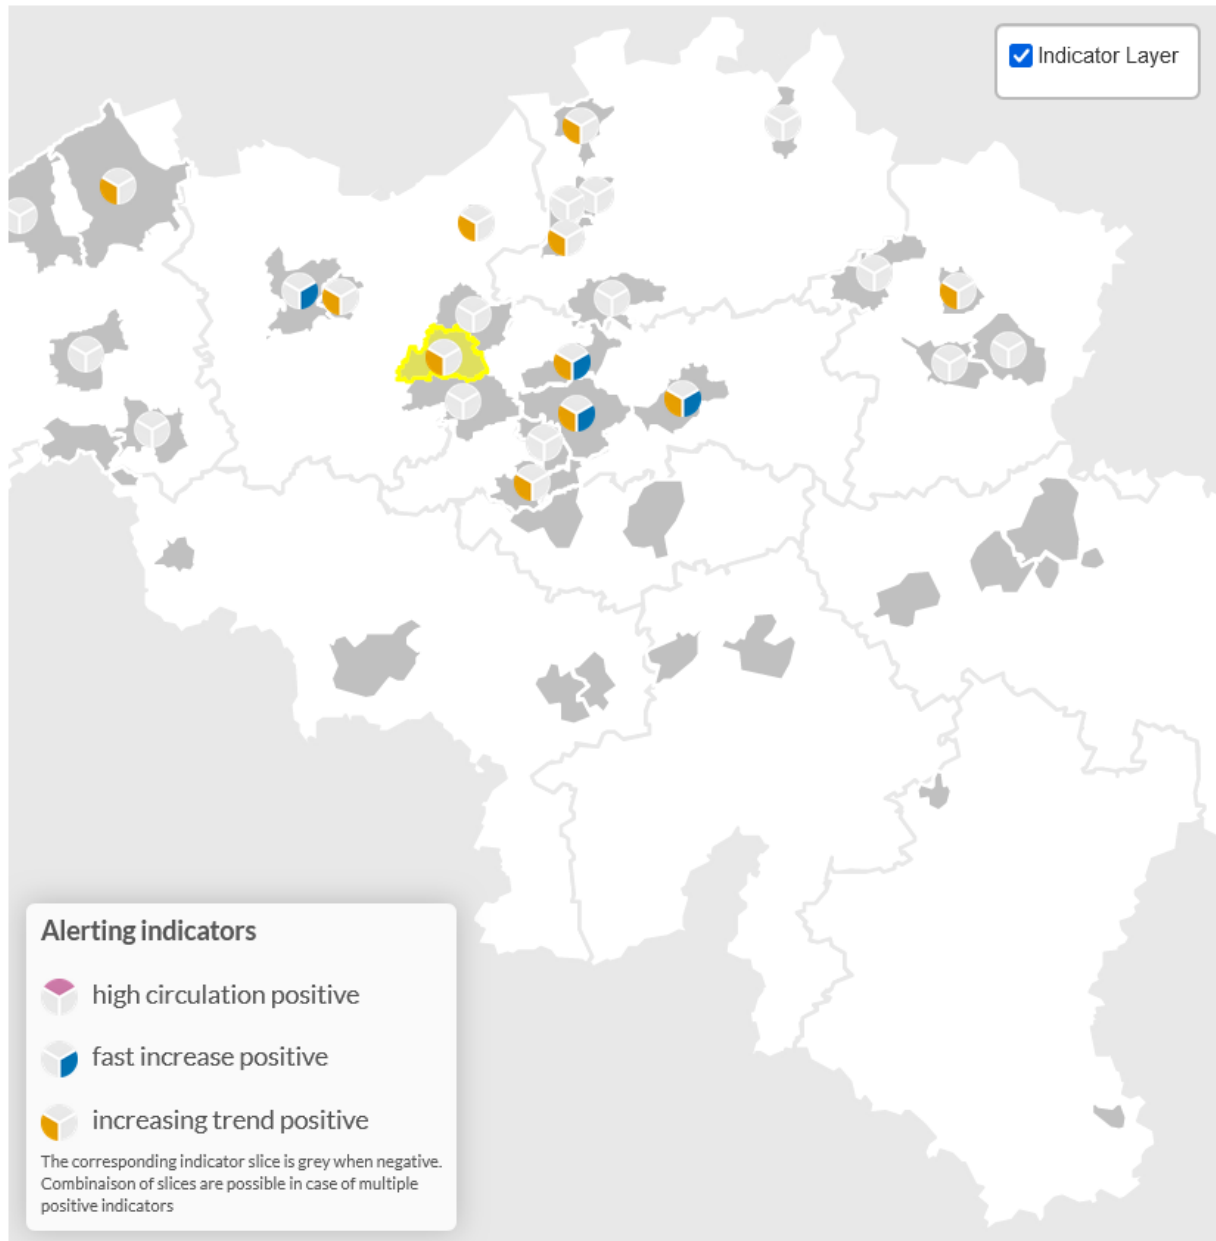 Indicator Layer
Alerting indicators
high circulation positive
fast increase positive
increasing trend positive
The corresponding indicator slice is grey when negative.
Combinaison of slices are possible in case of multiple
positive indicators